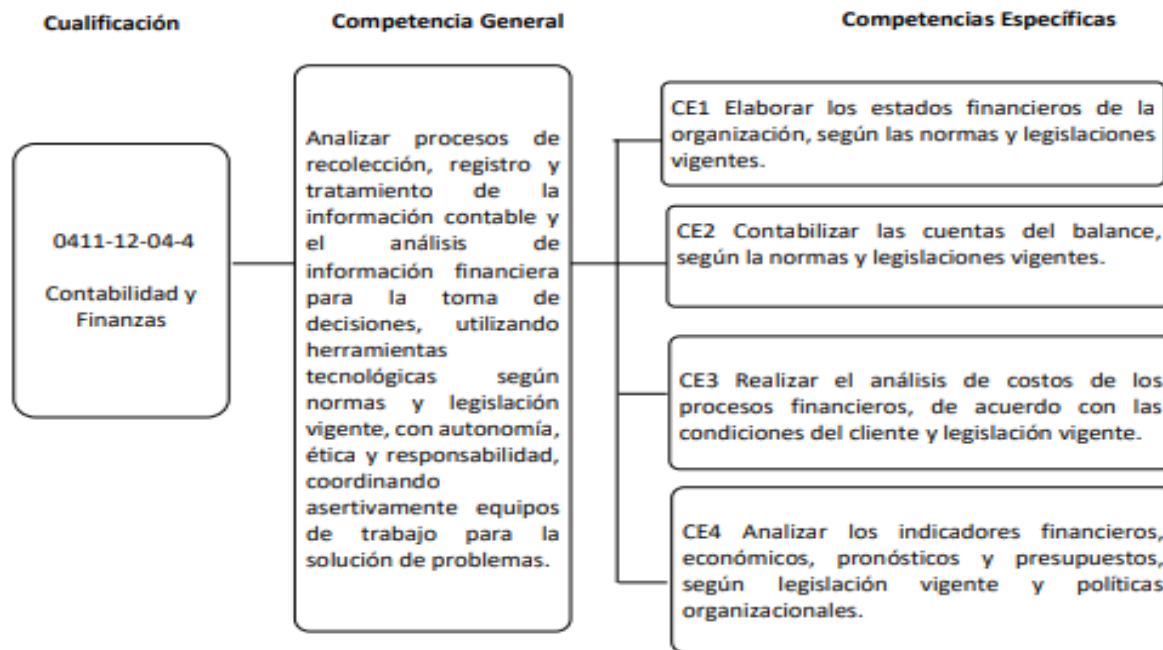 Cualificación
Competencia General
Competencias Específicas
0411-12-04-4
Contabilidad y
Finanzas
Analizar procesos de
recolección, registro y
tratamiento de la
información contable y
el análisis de
información financiera
para la toma de
decisiones, utilizando
herramientas
tecnológicas según
normas y legislación
vigente, con autonomía,
ética y responsabilidad,
coordinando
asertivamente equipos
de trabajo para la
solución de problemas.
CE1 Elaborar los estados financieros de la
organización, según las normas y legislaciones
vigentes.
CE2 Contabilizar las cuentas del balance,
según la normas y legislaciones vigentes.
CE3 Realizar el análisis de costos de los
procesos financieros, de acuerdo con las
condiciones del cliente y legislación vigente.
CE4 Analizar los indicadores financieros,
económicos, pronósticos y presupuestos,
según legislación vigente y políticas
organizacionales.